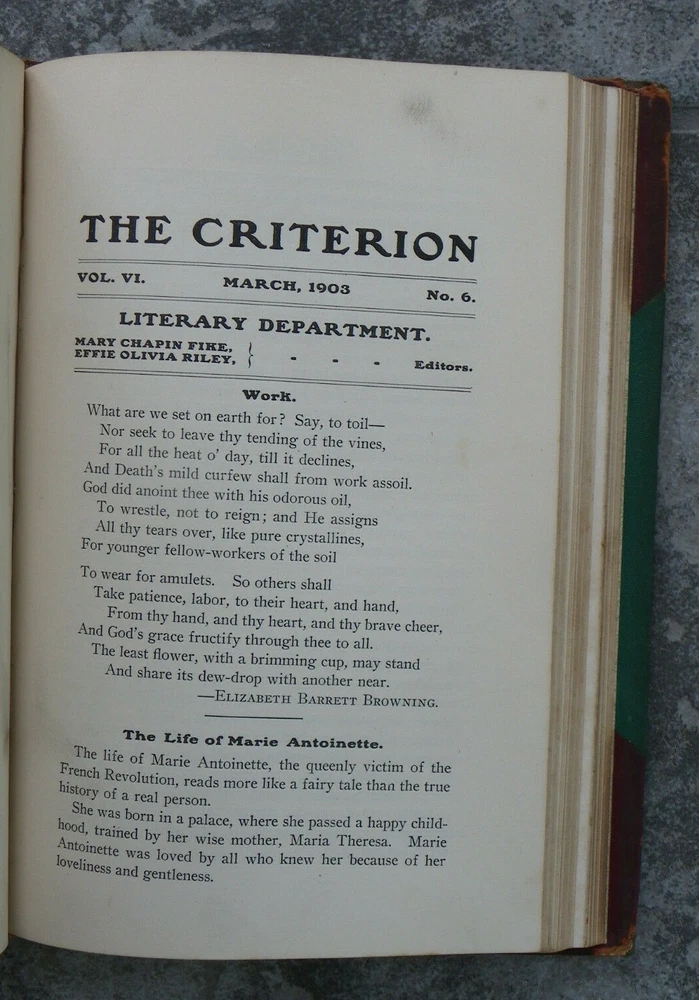 THE CRITERION
VOL. VI. MARCH, 1903 No. 6.
LITERARY DEPARTMENT.
MARY CHAPIN FIKE,
EFFIE OLIVIA RILEY, } - - - Editors.
Work.
What are we set on earth for? Say, to toil—
Nor seek to leave thy tending of the vines,
For all the heat o' day, till it declines,
And Death's mild curfew shall from work assoil.
God did anoint thee with his odorous oil,
To wrestle, not to reign; and He assigns
All thy tears over, like pure crystallines,
For younger fellow-workers of the soil
To wear for amulets. So others shall
Take patience, labor, to their heart, and hand,
From thy hand, and thy heart, and thy brave cheer,
And God's grace fructify through thee to all.
The least flower, with a brimming cup, may stand
And share its dew-drop with another near.
—ELIZABETH BARRETT BROWNING.
The Life of Marie Antoinette.
The life of Marie Antoinette, the queenly victim of the
French Revolution, reads more like a fairy tale than the true
history of a real person.
She was born in a palace, where she passed a happy child-
hood, trained by her wise mother, Maria Theresa. Marie
Antoinette was loved by all who knew her because of her
loveliness and gentleness.